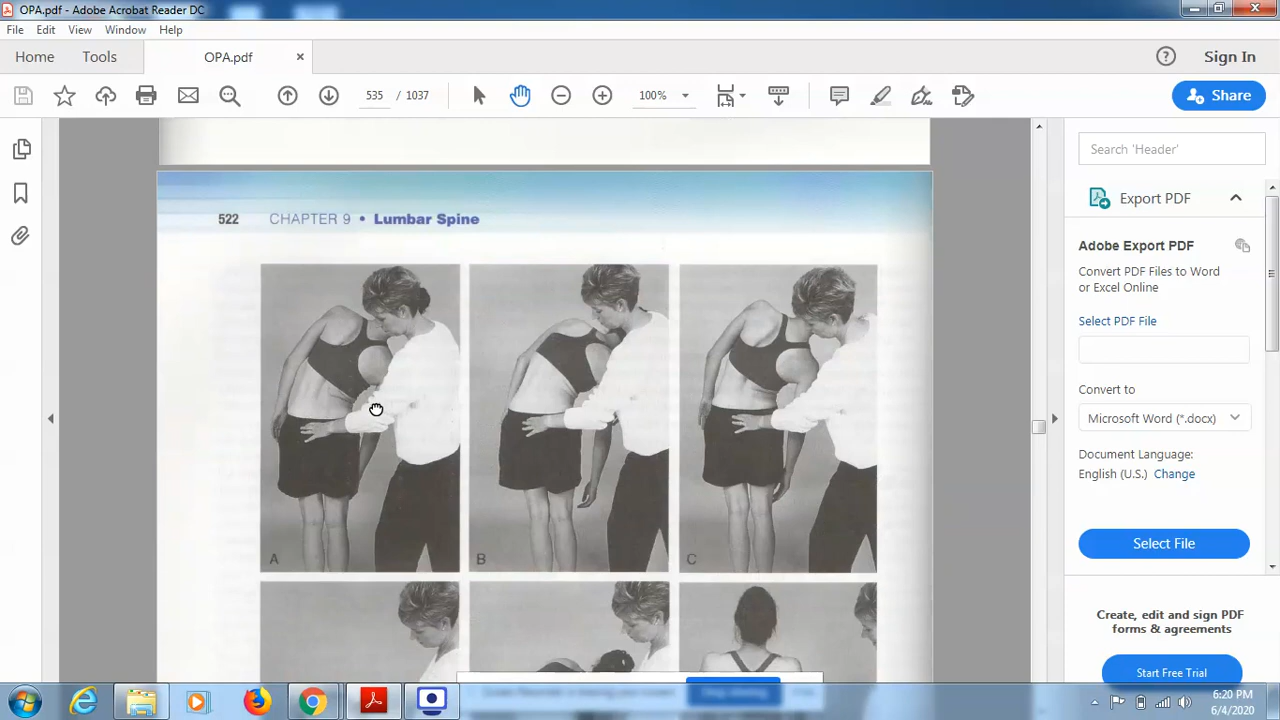 OPA.pdf - Adobe Acrobat Reader DC
File Edit View Window Help
Home Tools OPA.pdf × ? Sign In
535 / 1037 100% Share
Search 'Header'
Export PDF
Adobe Export PDF
Convert PDF Files to Word
or Excel Online
Select PDF File
Convert to
Microsoft Word (*.docx)
Document Language:
English (U.S.) Change
Select File
Create, edit and sign PDF
forms & agreements
Start Free Trial
522 CHAPTER 9 • Lumbar Spine
A B C
Stop sharing
6:20 PM
6/4/2020